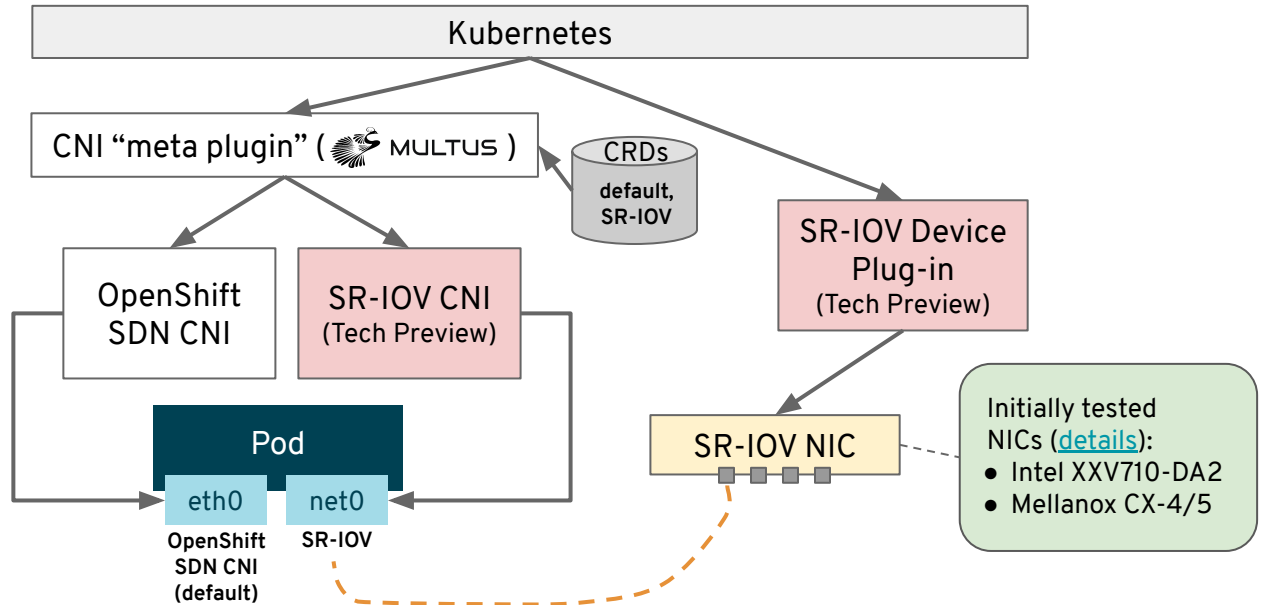 Kubernetes
CNI “meta plugin” ( MULTUS )
CRDs
default,
SR-IOV
SR-IOV Device
Plug-in
(Tech Preview)
OpenShift
SDN CNI
SR-IOV CNI
(Tech Preview)
Pod
eth0
net0
OpenShift
SDN CNI
(default)
SR-IOV
SR-IOV NIC
Initially tested
NICs (details):
● Intel XXV710-DA2
● Mellanox CX-4/5